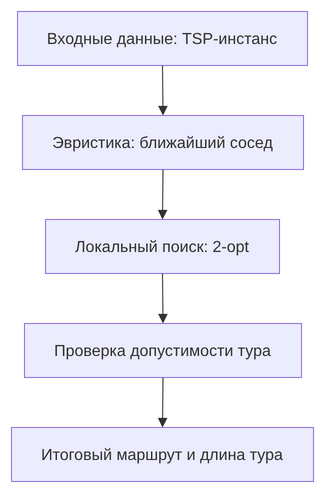 Входные данные: TSP-инстанс
Эвристика: ближайший сосед
Локальный поиск: 2-opt
Проверка допустимости тура
Итоговый маршрут и длина тура